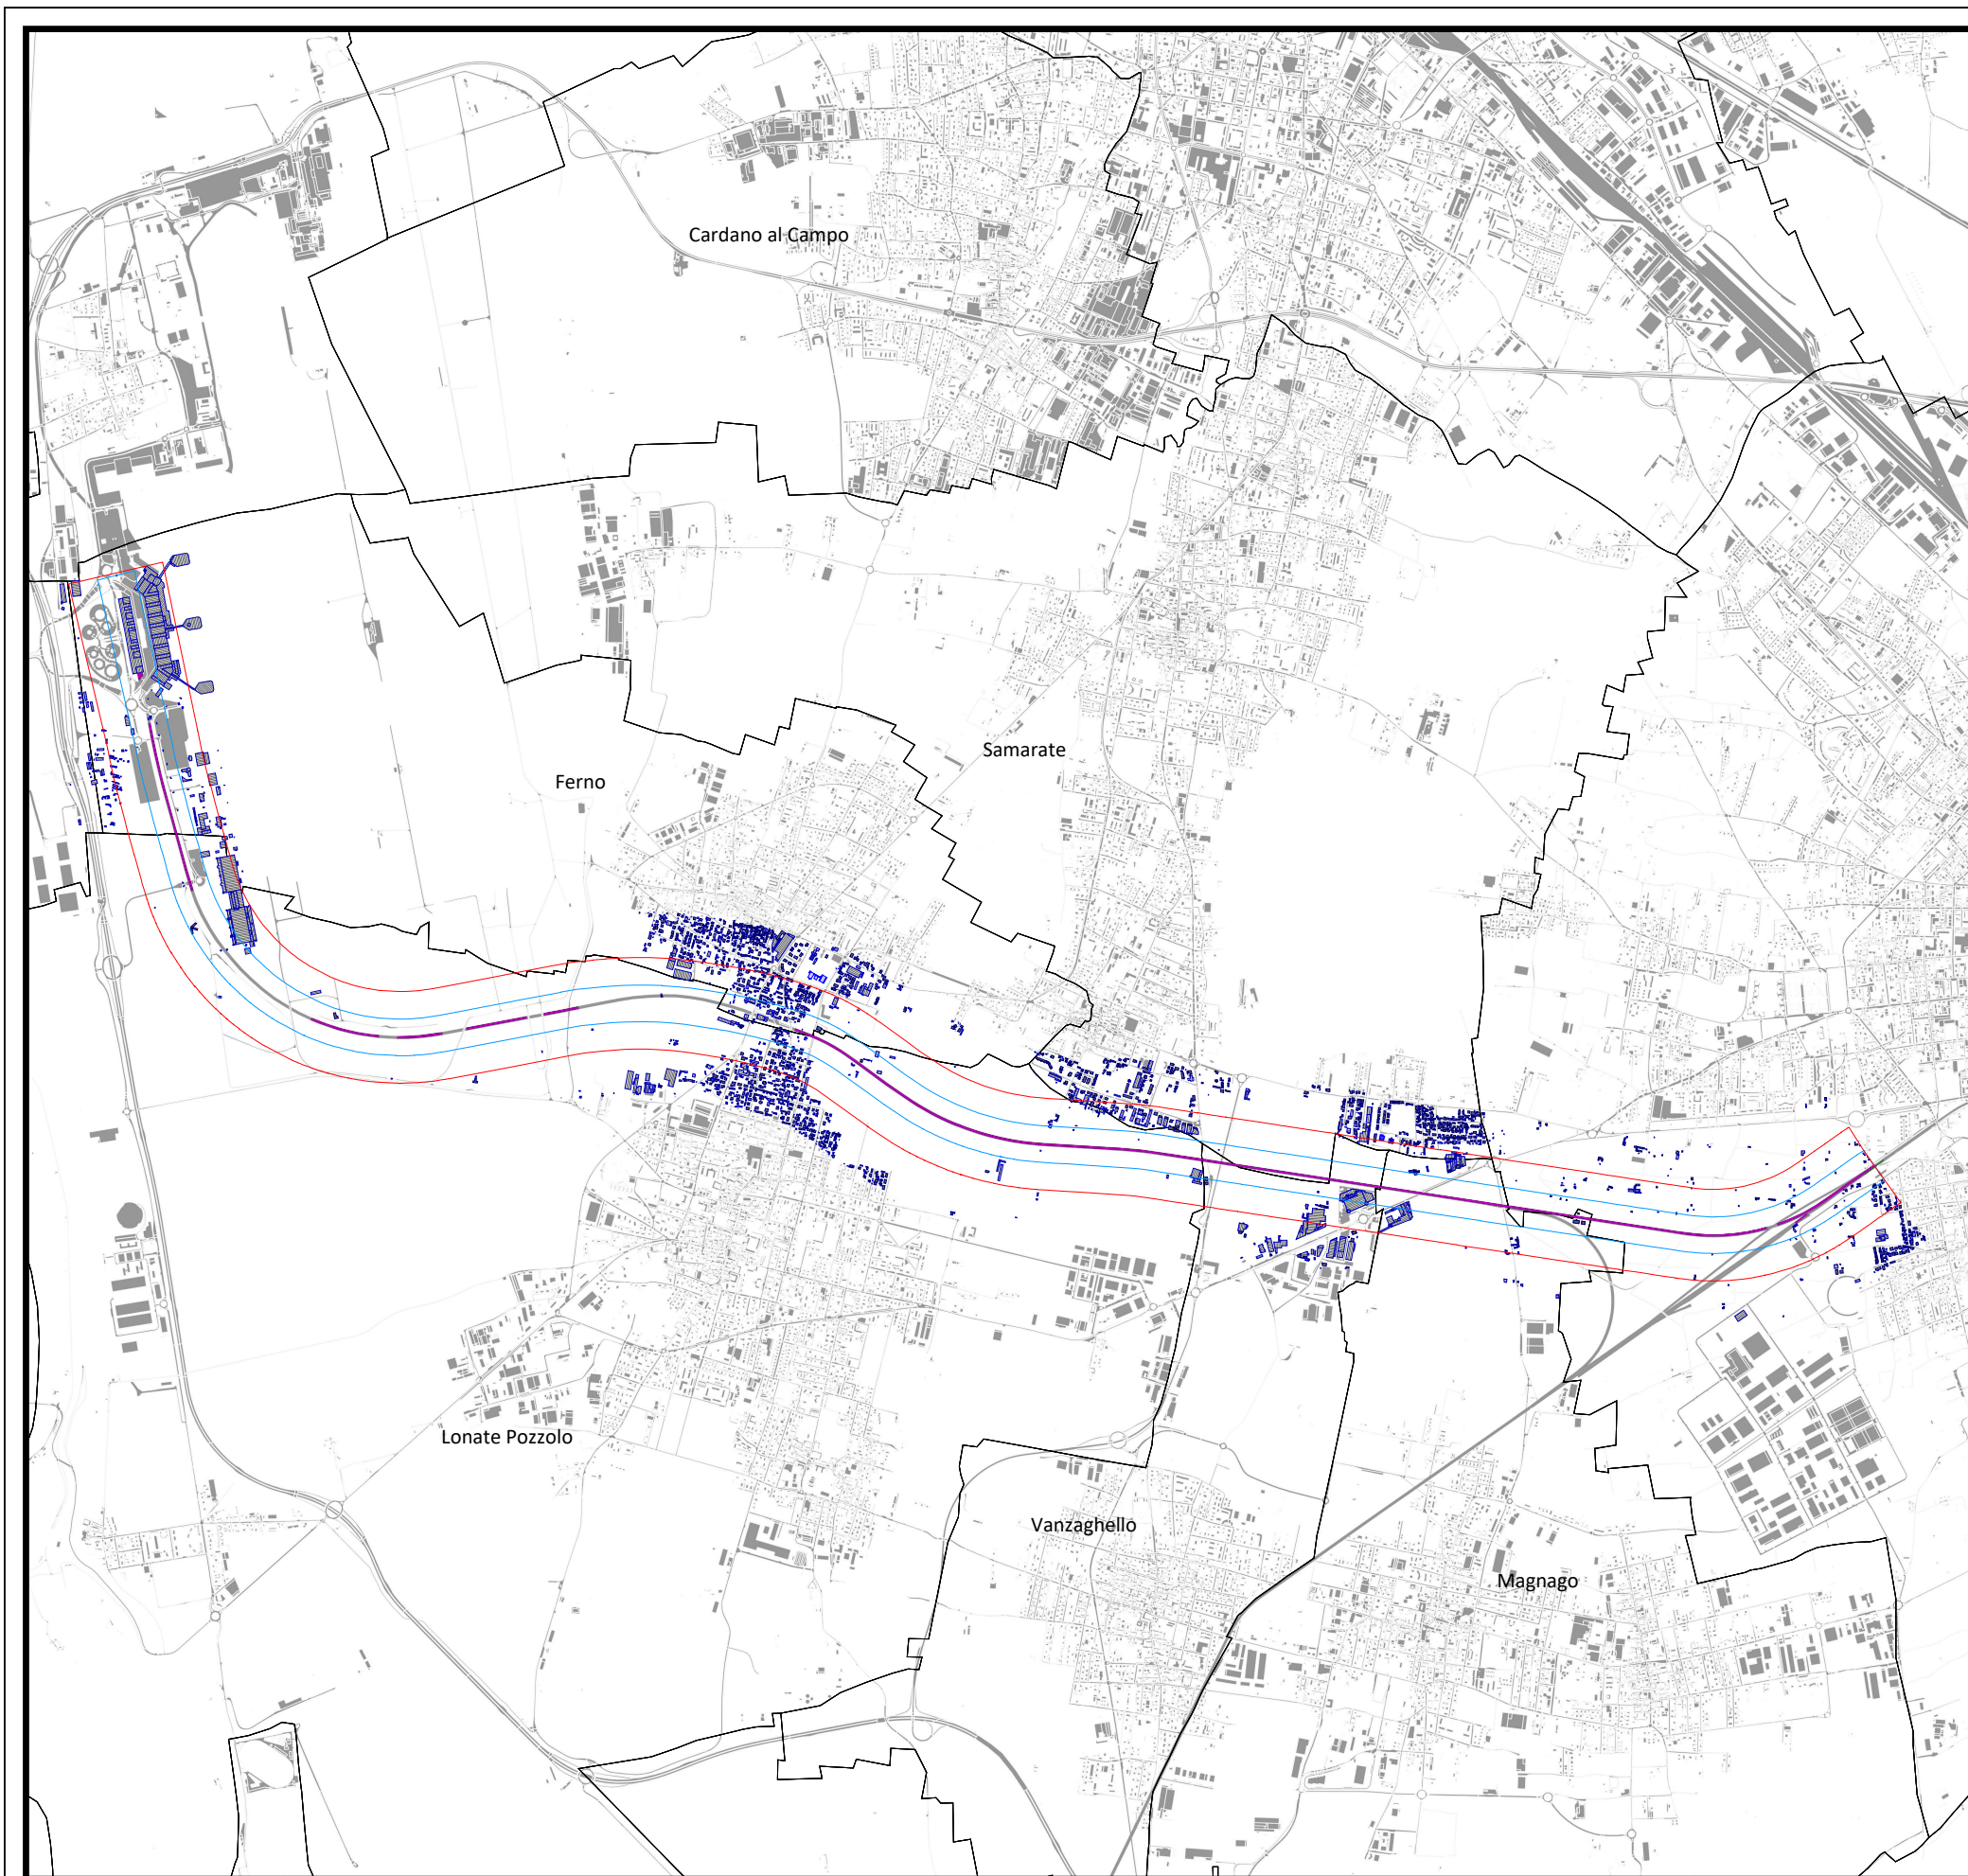 Cardano al Campo
Samarate
Ferno
Lonate Pozzolo
Vanzaghello
Magnago